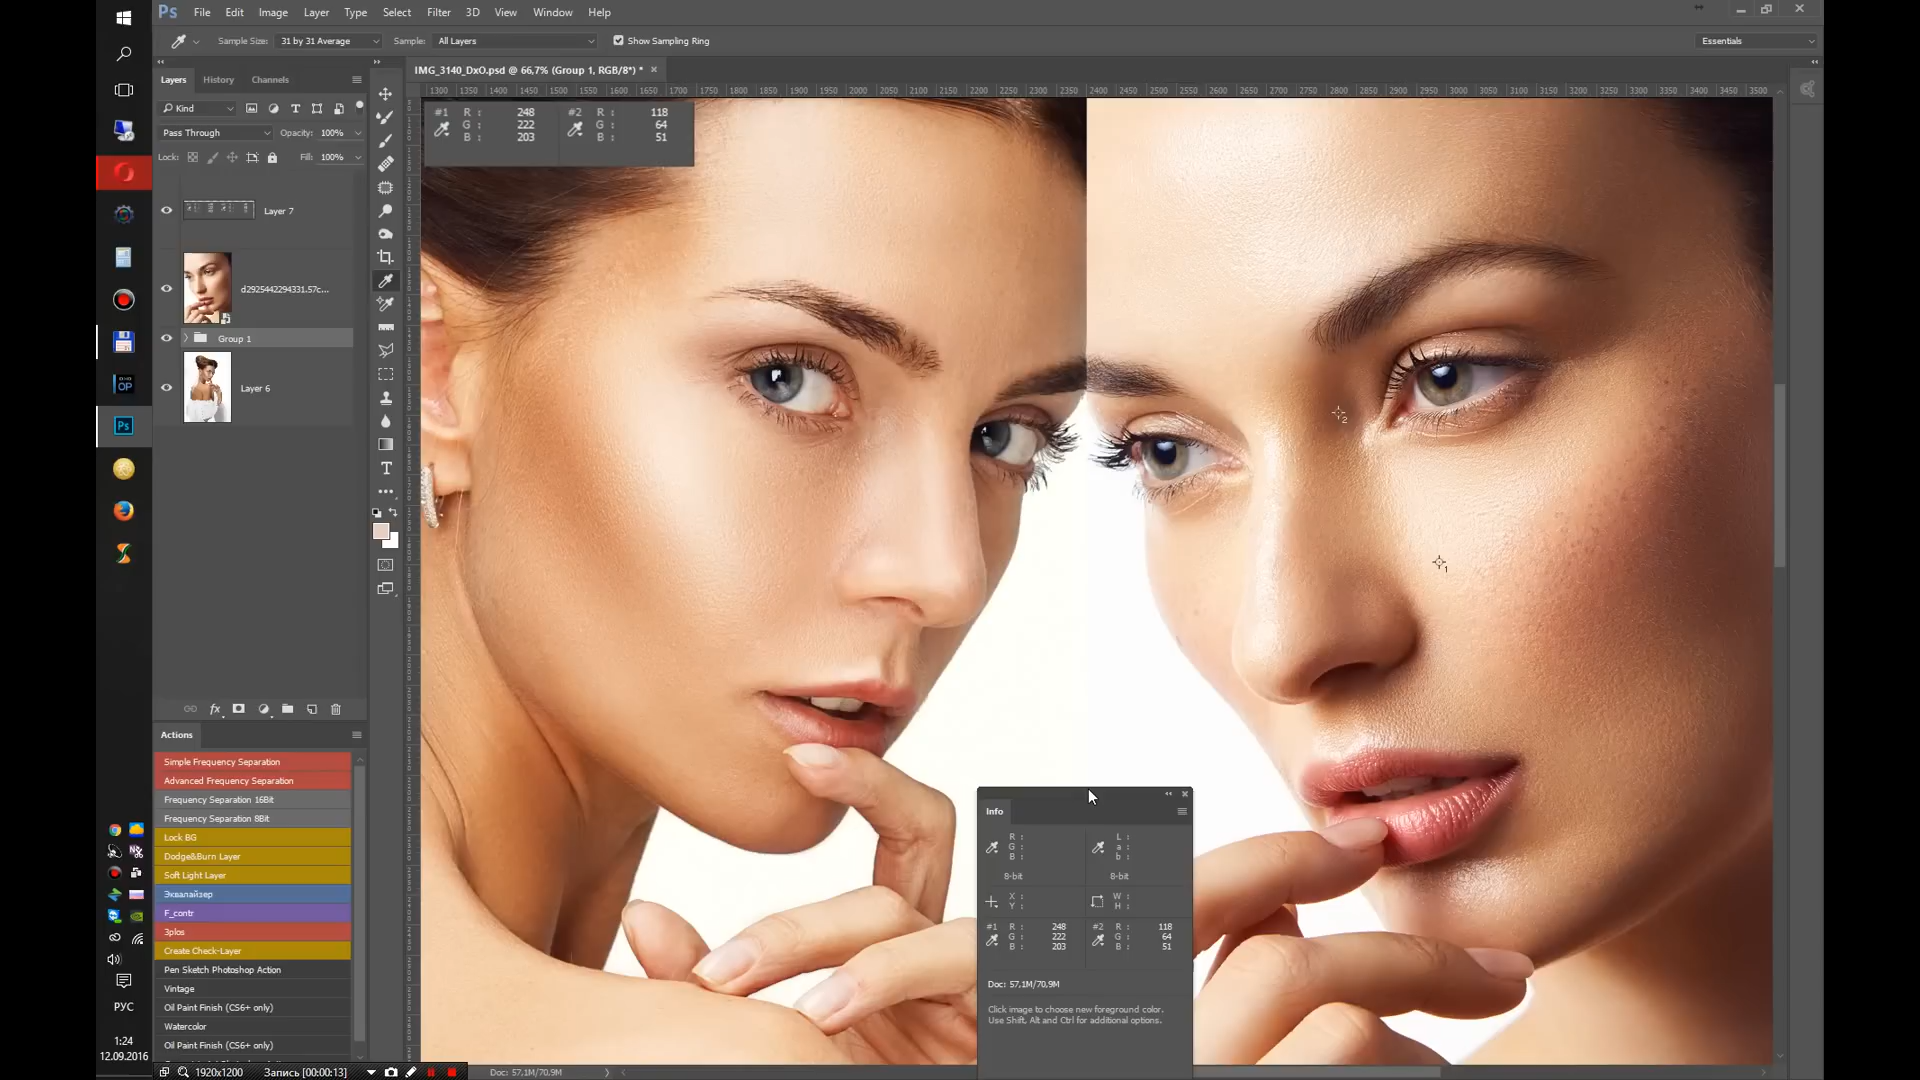 Ps File Edit Image Layer Type Select Filter 3D View Window Help
Sample Size: 31 by 31 Average Sample: All Layers Show Sampling Ring Essentials
Layers History Channels
IMG_3140_DxO.psd @ 66,7% (Group 1, RGB/8*) *
1300 1350 1400 1450 1500 1550 1600 1650 1700 1750 1800 1850 1900 1950 2000 2050 2100 2150 2200 2250 2300 2350 2400 2450 2500 2550 2600 2650 2700 2750 2800 2850 2900 2950 3000 3050 3100 3150 3200 3250 3300 3350 3400 3450 3500
Kind
Pass Through Opacity: 100%
Lock: Fill: 100%
#1 R : 248 #2 R : 118
G : 222 G : 64
B : 203 B : 51
Layer 7
d2925442294331.57c...
Group 1
Layer 6
2
1
OP
Ps
Actions
Simple Frequency Separation
Advanced Frequency Separation
Frequency Separation 16Bit
Frequency Separation 8Bit
Lock BG
Dodge&Burn Layer
Soft Light Layer
Эквалайзер
F_contr
3plos
Create Check-Layer
Pen Sketch Photoshop Action
Vintage
Oil Paint Finish (CS6+ only)
Watercolor
Oil Paint Finish (CS6+ only)
Info
R : L :
G : a :
B : b :
8-bit 8-bit
X : W :
Y : H :
#1 R : 248 #2 R : 118
G : 222 G : 64
B : 203 B : 51
Doc: 57,1M/70,9M
Click image to choose new foreground color.
Use Shift, Alt and Ctrl for additional options.
РУС
1:24
12.09.2016
1920x1200 Запись [00:00:13]
Doc: 57,1M/70,9M